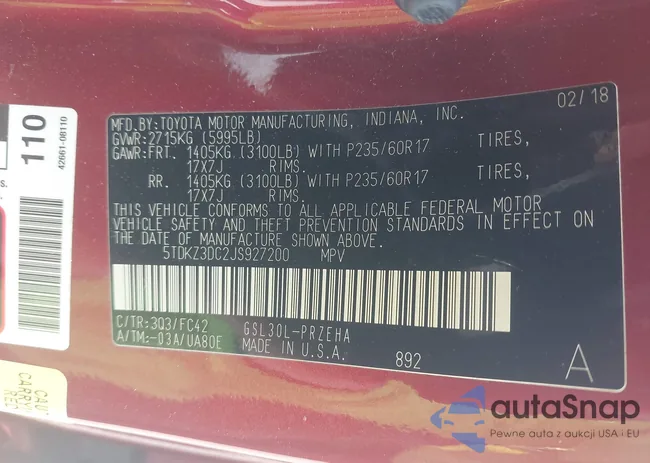 MFD.BY:TOYOTA MOTOR MANUFACTURING, INDIANA, INC. 02/18
GVWR:2715KG (5995LB)
GAWR:FRT. 1405KG (3100LB) WITH P235/60R17 TIRES,
17X7J RIMS.
RR. 1405KG (3100LB) WITH P235/60R17 TIRES,
17X7J RIMS.
THIS VEHICLE CONFORMS TO ALL APPLICABLE FEDERAL MOTOR
VEHICLE SAFETY AND THEFT PREVENTION STANDARDS IN EFFECT ON
THE DATE OF MANUFACTURE SHOWN ABOVE.
5TDKZ3DC2JS927200 MPV
C/TR:3Q3/FC42 GSL30L-PRZEHA
A/TM:-03A/UA80E MADE IN U.S.A. 892 A
110
42661-08110
s.
autaSnap
Pewne auta z aukcji USA i EU